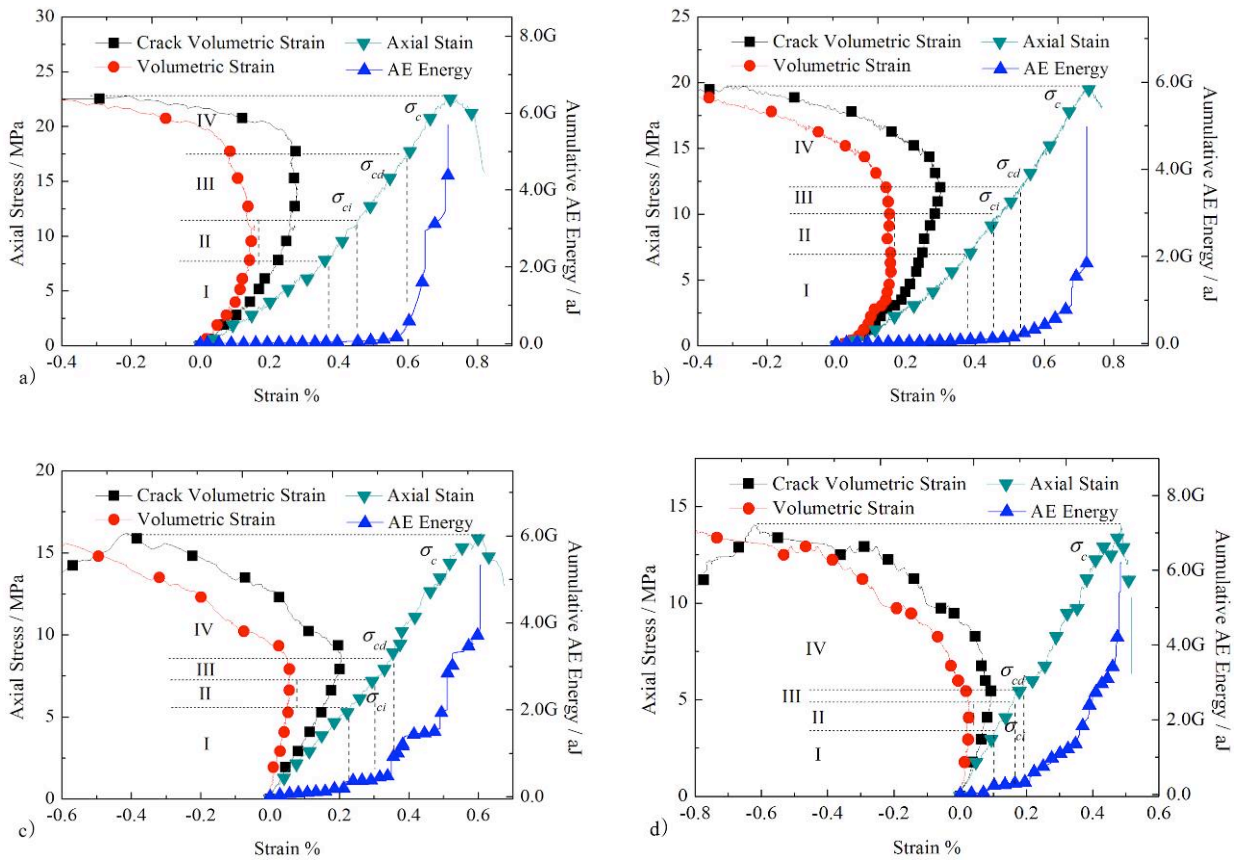 30
25
20
15
10
5
0
Axial Stress / MPa
Crack Volumetric Strain
Volumetric Strain
Axial Stain
AE Energy
IV
III
II
I
σc
σcd
σci
8.0G
6.0G
4.0G
2.0G
0.0
Aumulative AE Energy / aJ
-0.4 -0.2 0.0 0.2 0.4 0.6 0.8
Strain %
a)
25
20
15
10
5
0
Axial Stress / MPa
Crack Volumetric Strain
Volumetric Strain
Axial Stain
AE Energy
IV
III
II
I
σc
σcd
σci
6.0G
4.0G
2.0G
0.0
Aumulative AE Energy / aJ
-0.4 -0.2 0.0 0.2 0.4 0.6 0.8
Strain %
b)
20
15
10
5
0
Axial Stress / MPa
Crack Volumetric Strain
Volumetric Strain
Axial Stain
AE Energy
IV
III
II
I
σc
σcd
σci
6.0G
4.0G
2.0G
0.0
Aumulative AE Energy / aJ
-0.6 -0.4 -0.2 0.0 0.2 0.4 0.6
Strain %
c)
15
10
5
0
Axial Stress / MPa
Crack Volumetric Strain
Volumetric Strain
Axial Stain
AE Energy
IV
III
II
I
σc
σcd
σci
8.0G
6.0G
4.0G
2.0G
0.0
Aumulative AE Energy / aJ
-0.8 -0.6 -0.4 -0.2 0.0 0.2 0.4 0.6
Strain %
d)